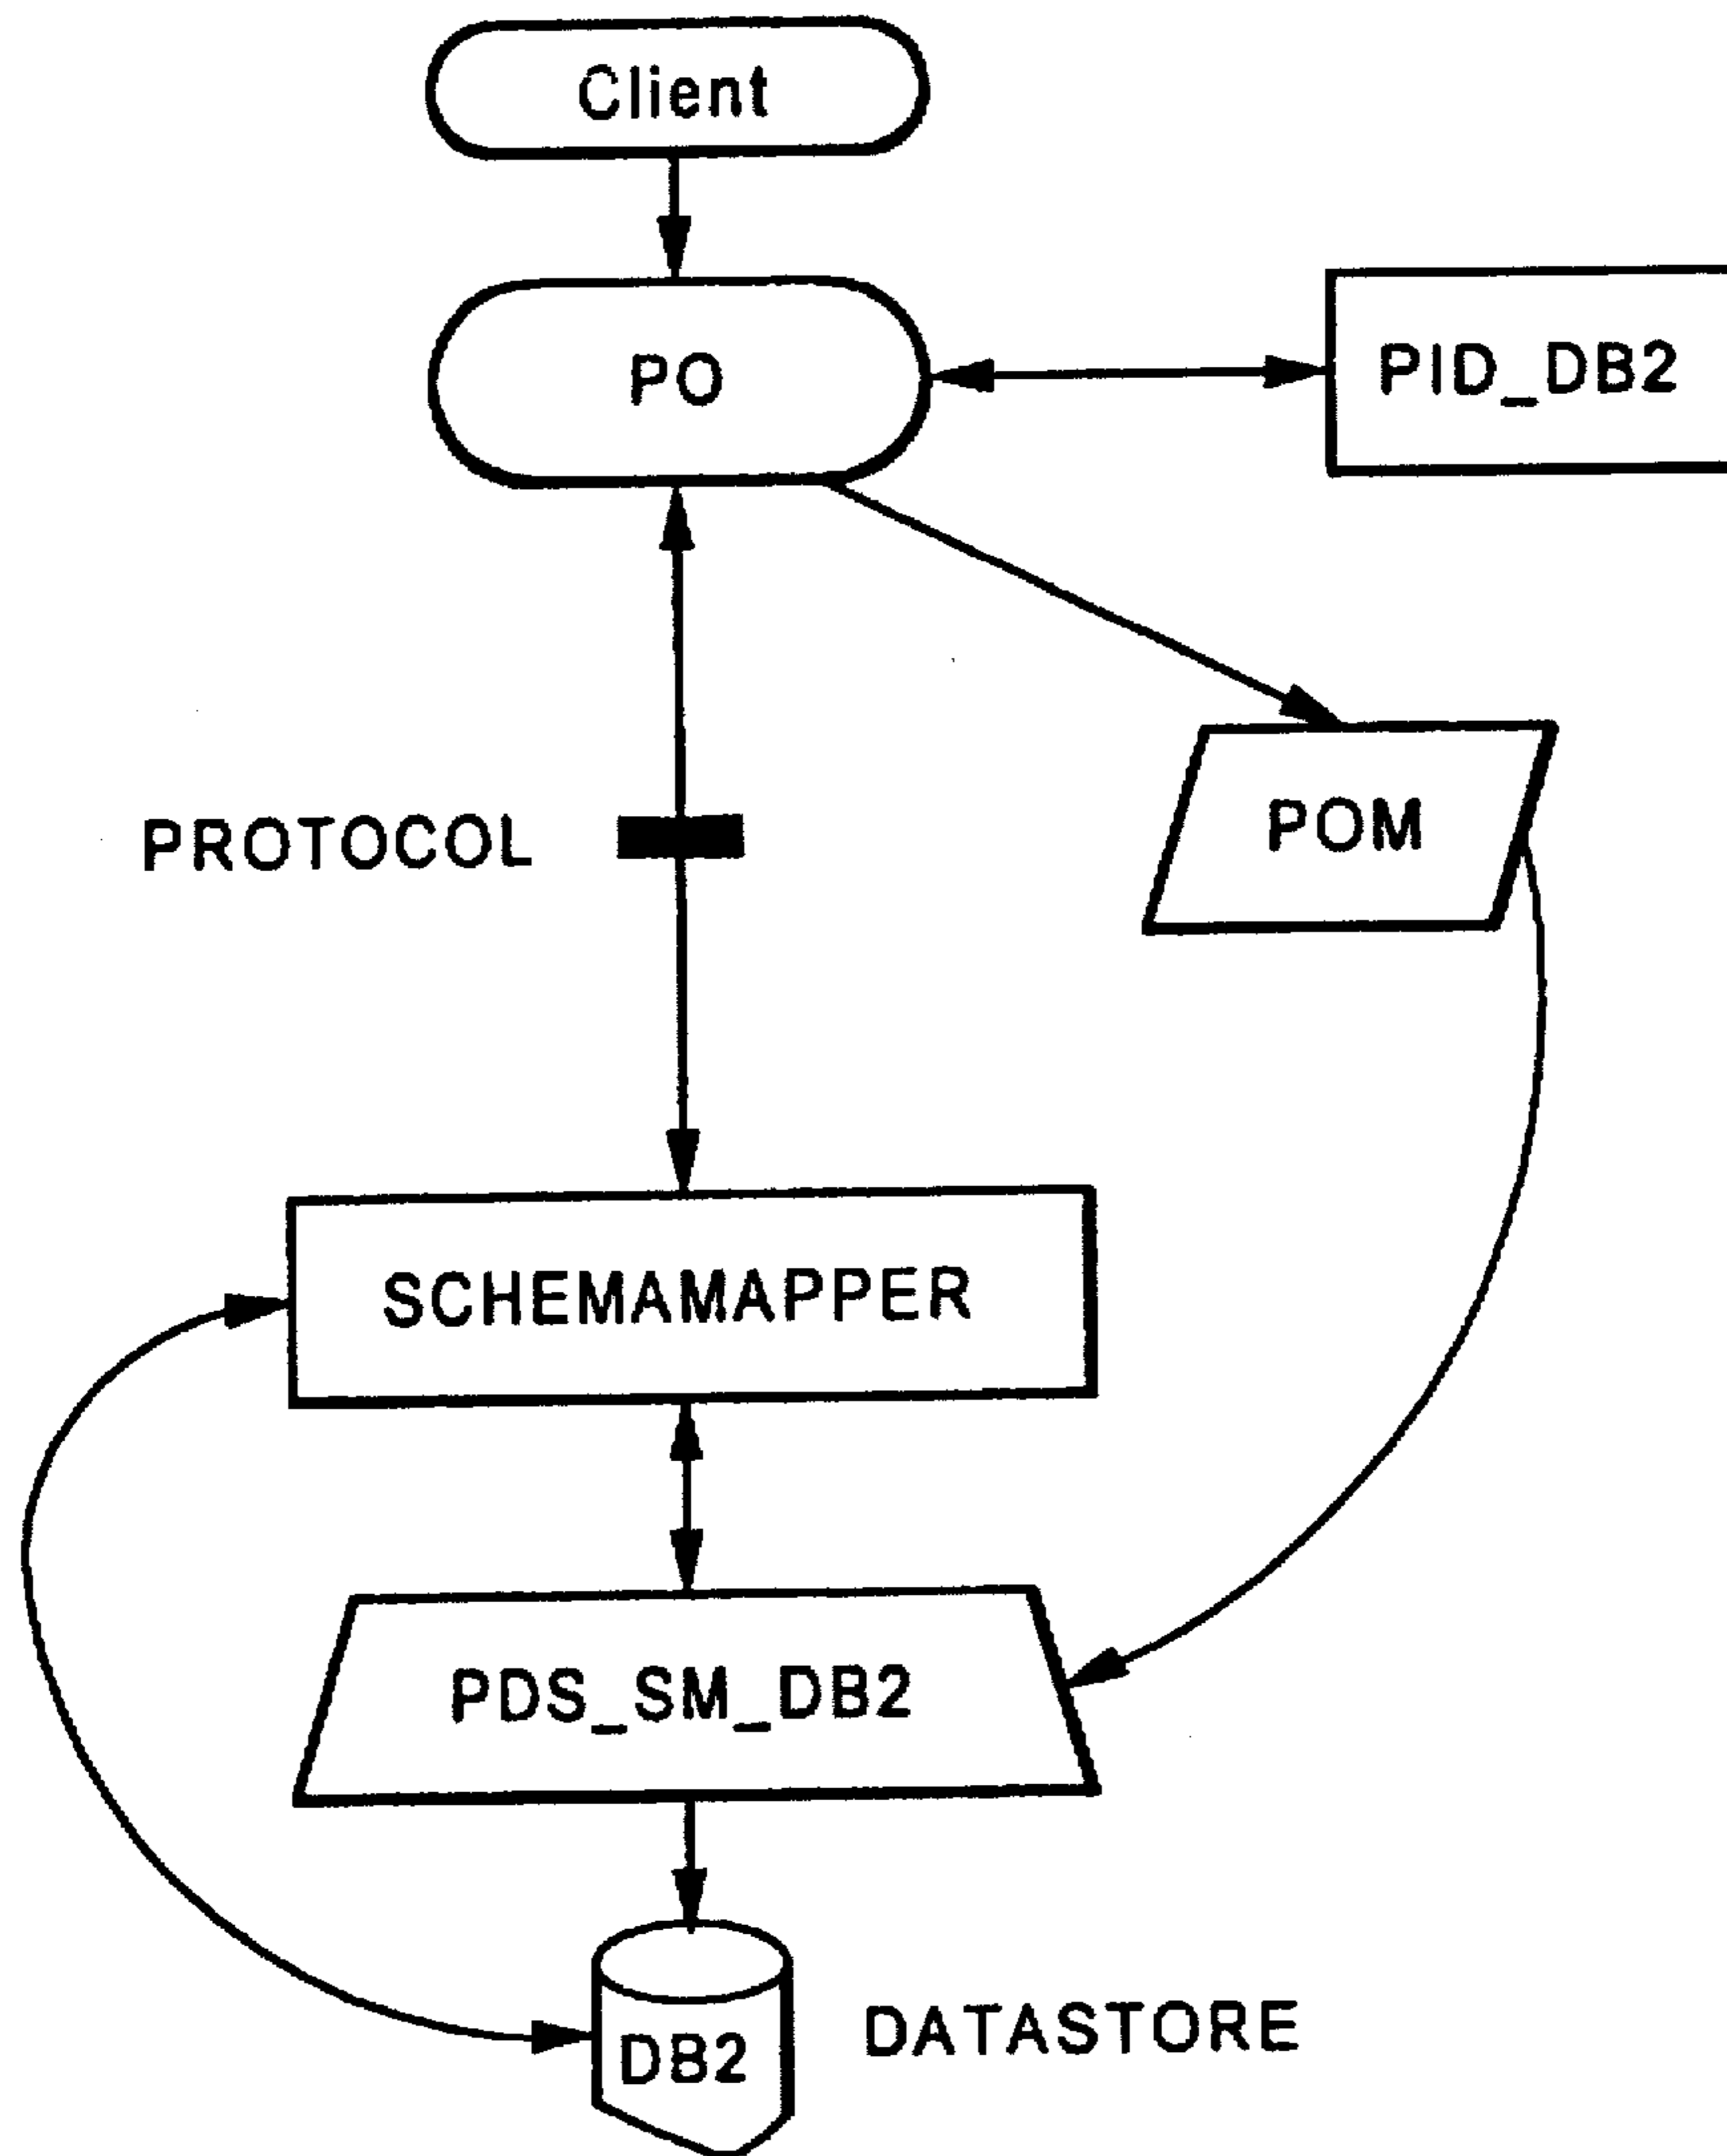 Client
PO
PID_DB2
POM
PROTOCOL
SCHEMAMAPPER
PDS_SM_DB2
DB2
DATASTORE